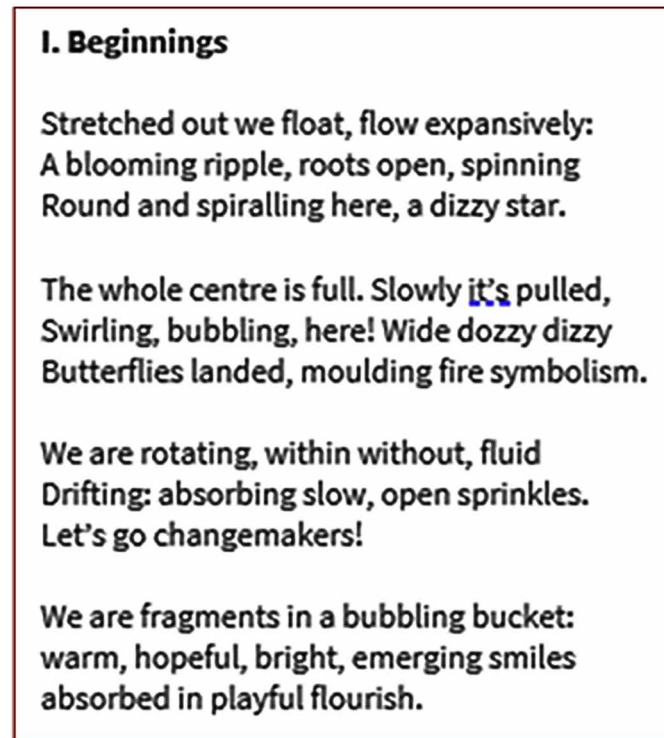 I. Beginnings
Stretched out we float, flow expansively:
A blooming ripple, roots open, spinning
Round and spiralling here, a dizzy star.
The whole centre is full. Slowly it’s pulled,
Swirling, bubbling, here! Wide dozzy dizzy
Butterflies landed, moulding fire symbolism.
We are rotating, within without, fluid
Drifting: absorbing slow, open sprinkles.
Let’s go changemakers!
We are fragments in a bubbling bucket:
warm, hopeful, bright, emerging smiles
absorbed in playful flourish.